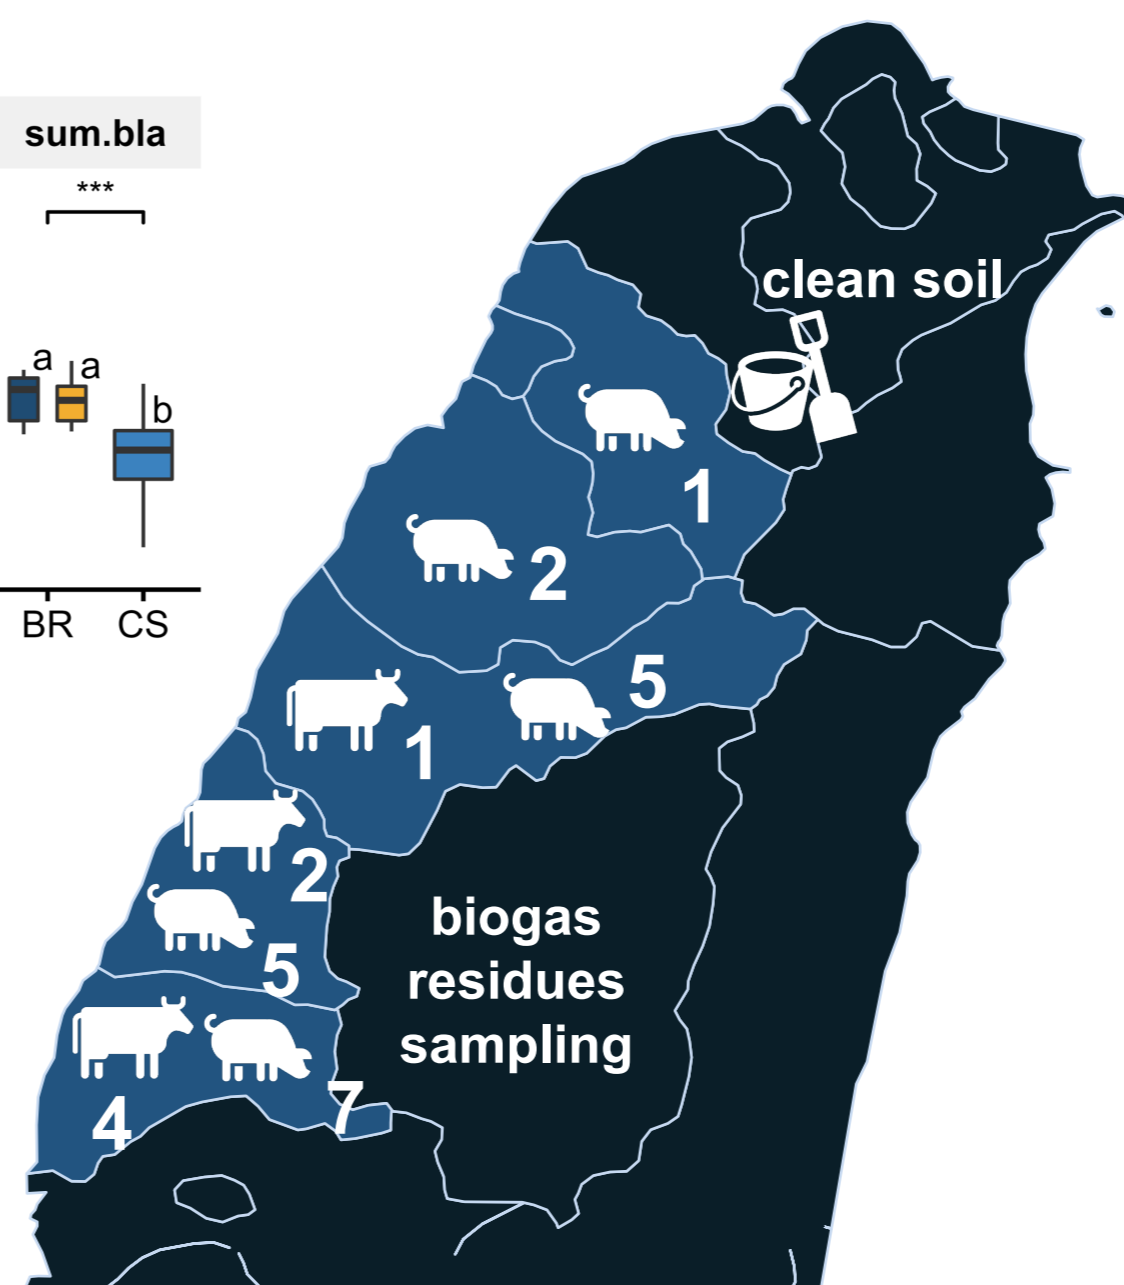 sum.bla
***
a
a
b
BR
CS
clean soil
1
2
5
1
2
5
biogas
residues
sampling
4
7